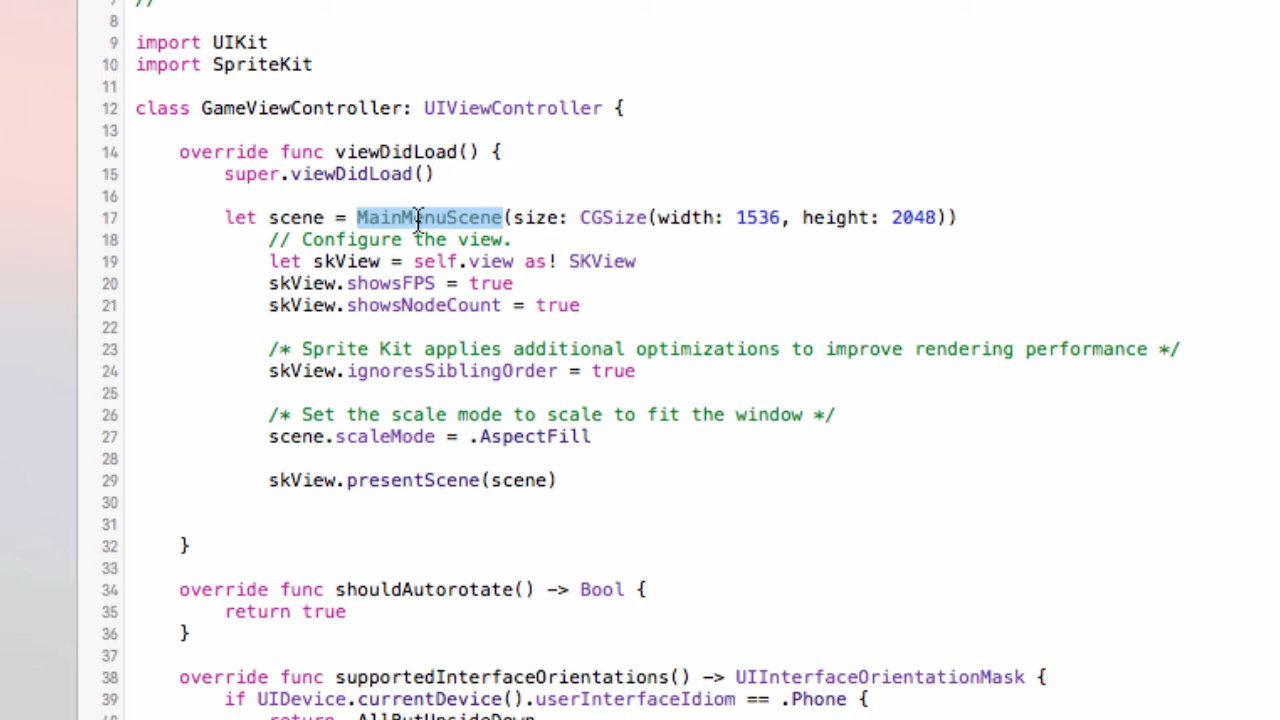 7 //
8
9 import UIKit
10 import SpriteKit
11
12 class GameViewController: UIViewController {
13
14 override func viewDidLoad() {
15 super.viewDidLoad()
16
17 let scene = MainMenuScene(size: CGSize(width: 1536, height: 2048))
18 // Configure the view.
19 let skView = self.view as! SKView
20 skView.showsFPS = true
21 skView.showsNodeCount = true
22
23 /* Sprite Kit applies additional optimizations to improve rendering performance */
24 skView.ignoresSiblingOrder = true
25
26 /* Set the scale mode to scale to fit the window */
27 scene.scaleMode = .AspectFill
28
29 skView.presentScene(scene)
30
31
32 }
33
34 override func shouldAutorotate() -> Bool {
35 return true
36 }
37
38 override func supportedInterfaceOrientations() -> UIInterfaceOrientationMask {
39 if UIDevice.currentDevice().userInterfaceIdiom == .Phone {
40 return .AllButUpsideDown